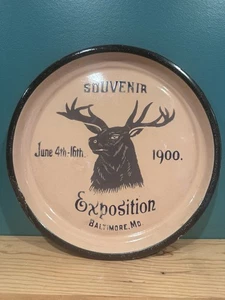 SOUVENIR
June 4th-16th. 1900.
Exposition
BALTIMORE, MD.